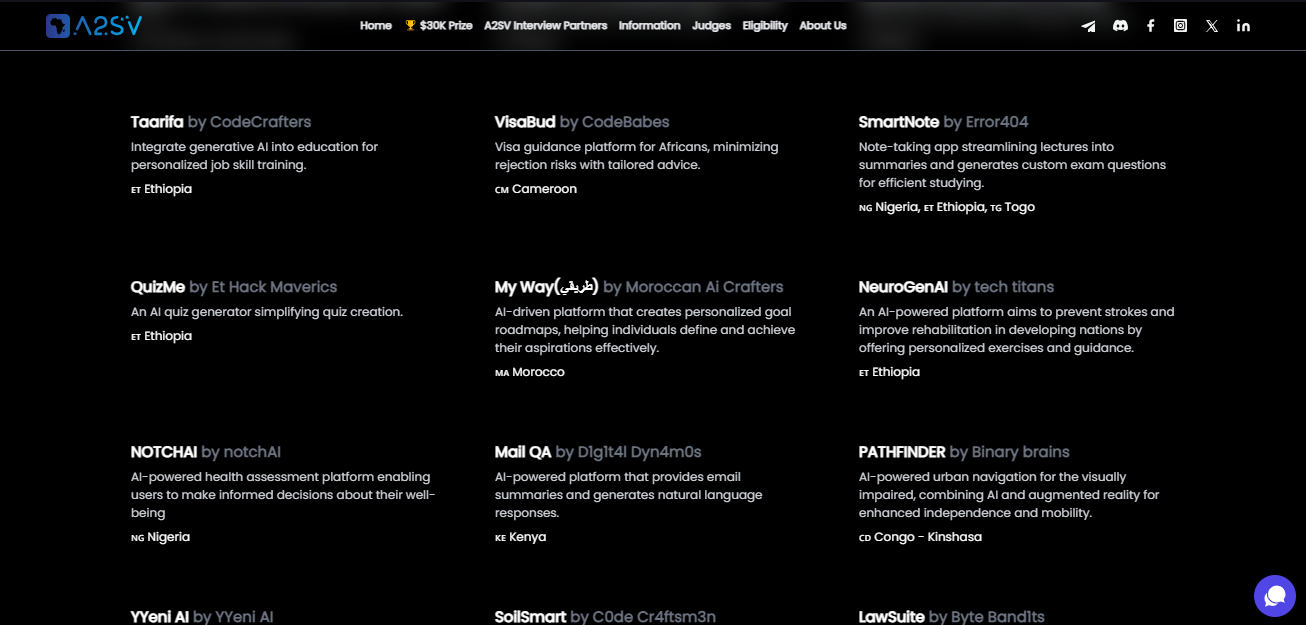 A2SV
Home
$30K Prize
A2SV Interview Partners
Information
Judges
Eligibility
About Us
Taarifa by CodeCrafters
Integrate generative AI into education for
personalized job skill training.
ET Ethiopia
VisaBud by CodeBabes
Visa guidance platform for Africans, minimizing
rejection risks with tailored advice.
CM Cameroon
SmartNote by Error404
Note-taking app streamlining lectures into
summaries and generates custom exam questions
for efficient studying.
NG Nigeria, ET Ethiopia, TG Togo
QuizMe by Et Hack Maverics
An AI quiz generator simplifying quiz creation.
ET Ethiopia
My Way(طريقي) by Moroccan Ai Crafters
AI-driven platform that creates personalized goal
roadmaps, helping individuals define and achieve
their aspirations effectively.
MA Morocco
NeuroGenAI by tech titans
An AI-powered platform aims to prevent strokes and
improve rehabilitation in developing nations by
offering personalized exercises and guidance.
ET Ethiopia
NOTCHAI by notchAI
AI-powered health assessment platform enabling
users to make informed decisions about their well-
being
NG Nigeria
Mail QA by D1g1t4l Dyn4m0s
AI-powered platform that provides email
summaries and generates natural language
responses.
KE Kenya
PATHFINDER by Binary brains
AI-powered urban navigation for the visually
impaired, combining AI and augmented reality for
enhanced independence and mobility.
CD Congo - Kinshasa
YYeni AI by YYeni AI
SoilSmart by C0de Cr4ftsm3n
LawSuite by Byte Band1ts